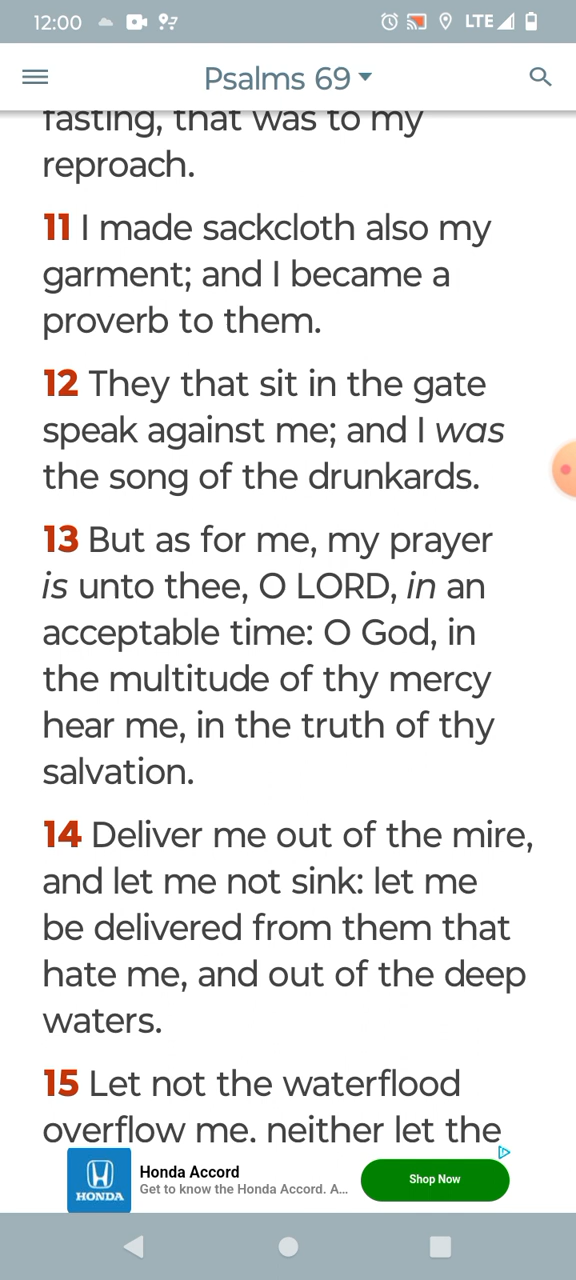 12:00
LTE
Psalms 69
fasting, that was to my
reproach.
11 I made sackcloth also my
garment; and I became a
proverb to them.
12 They that sit in the gate
speak against me; and I was
the song of the drunkards.
13 But as for me, my prayer
is unto thee, O LORD, in an
acceptable time: O God, in
the multitude of thy mercy
hear me, in the truth of thy
salvation.
14 Deliver me out of the mire,
and let me not sink: let me
be delivered from them that
hate me, and out of the deep
waters.
15 Let not the waterflood
overflow me, neither let the
HONDA
Honda Accord
Get to know the Honda Accord. A...
Shop Now